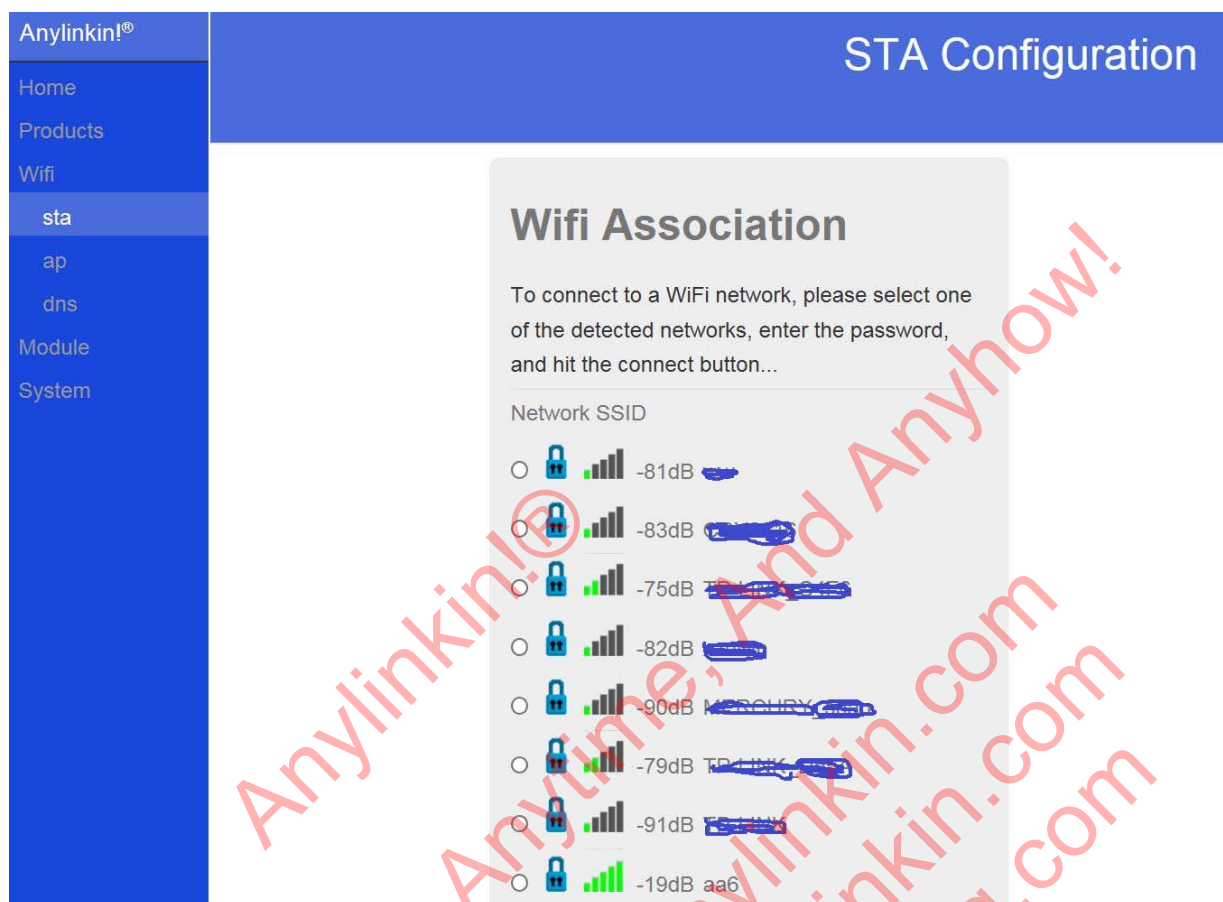 Anylinkin!®
STA Configuration
Home
Products
Wifi
sta
ap
dns
Module
System
Wifi Association
To connect to a WiFi network, please select one
of the detected networks, enter the password,
and hit the connect button...
Network SSID
-81dB
-83dB
-75dB
-82dB
-90dB
-79dB
-91dB
-19dB aa6
Anylinkin!®
Anytime, And Anyhow!